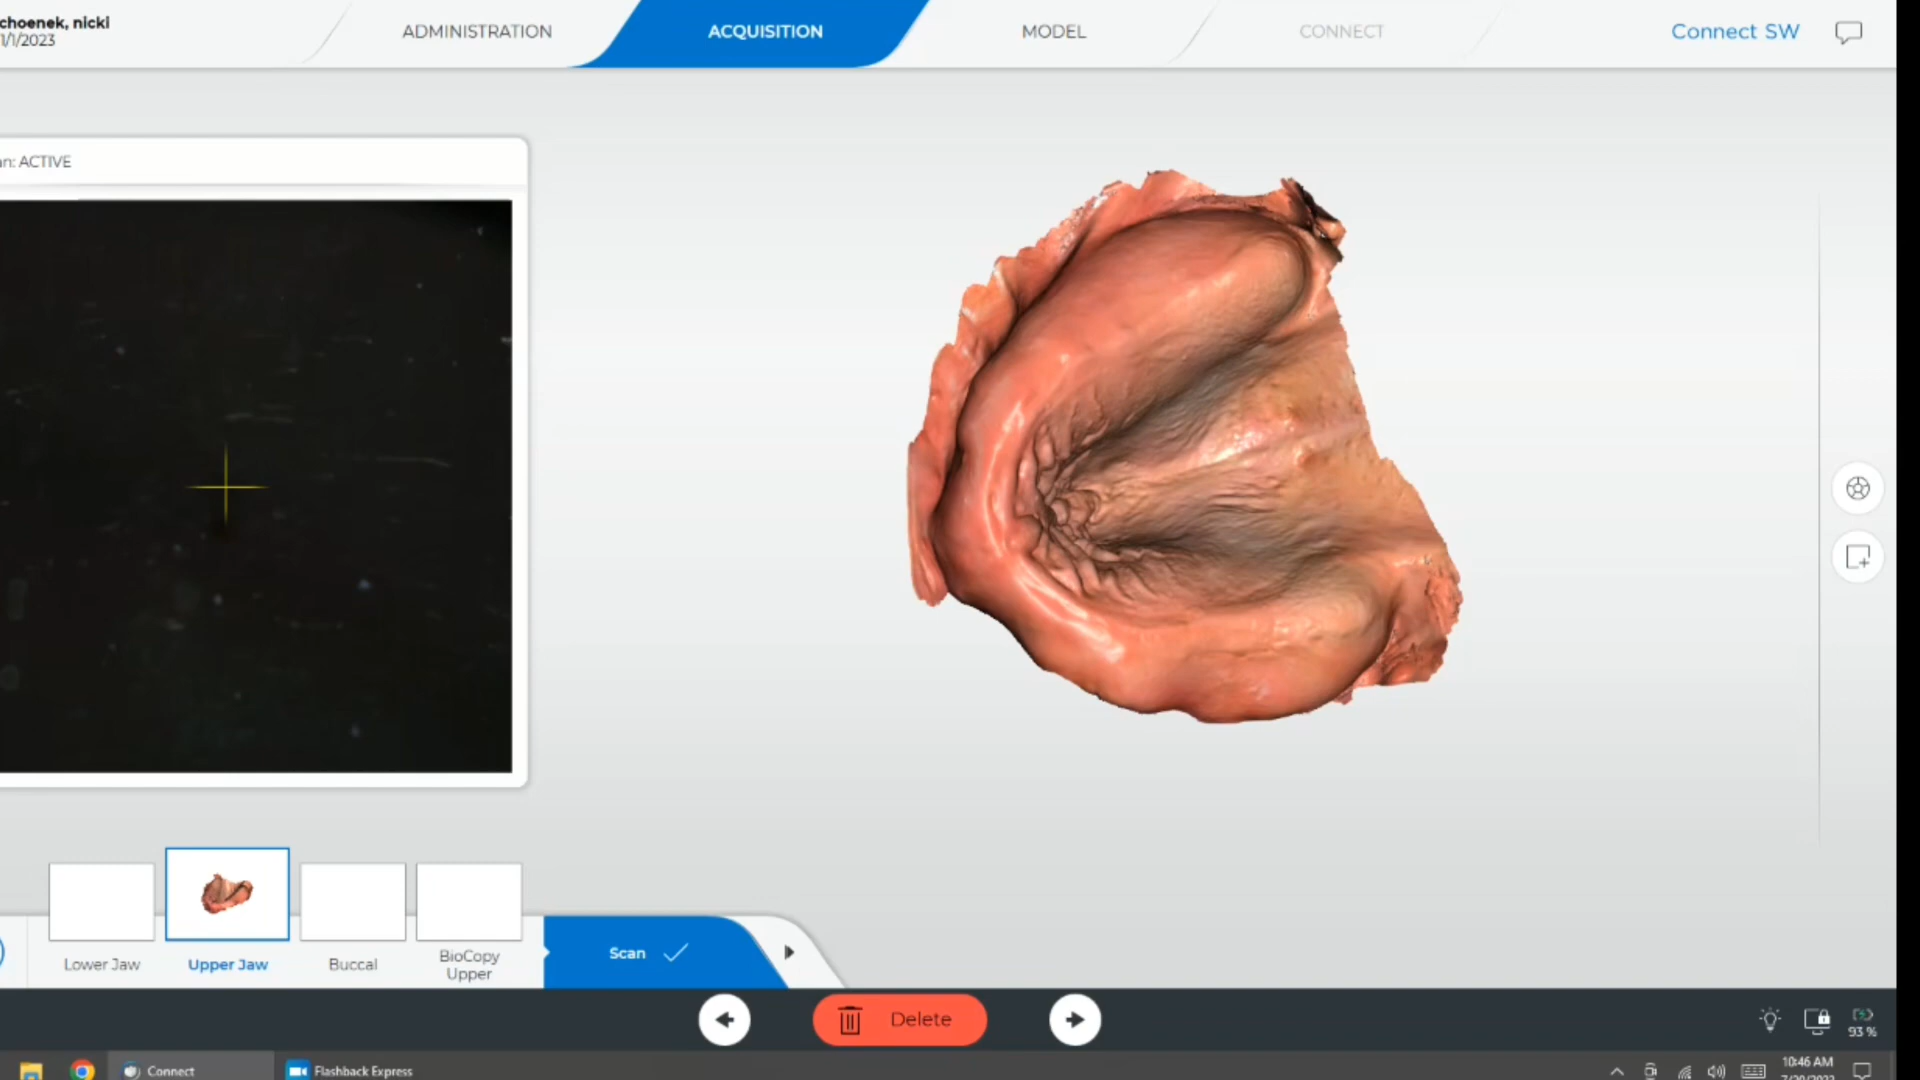 choenek, nicki
1/1/2023
ADMINISTRATION
ACQUISITION
MODEL
CONNECT
Connect SW
an: ACTIVE
Lower Jaw
Upper Jaw
Buccal
BioCopy
Upper
Scan
Delete
93 %
Connect
Flashback Express
10:46 AM